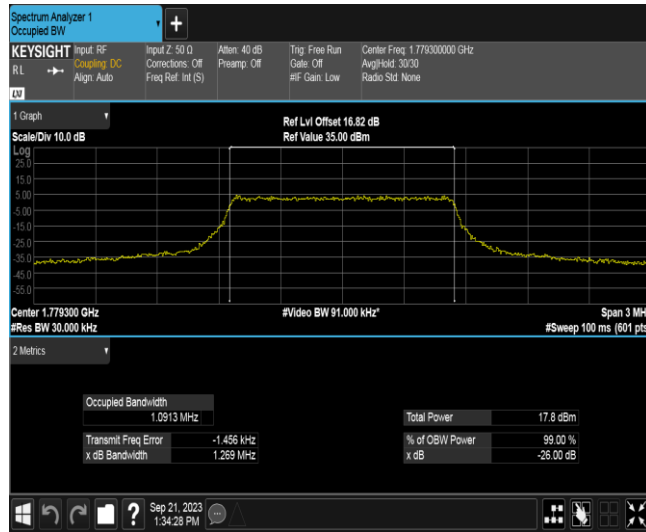 Spectrum Analyzer 1
Occupied BW
+
KEYSIGHT
R L
LXI
Input: RF
Coupling: DC
Align: Auto
Input Z: 50 Ω
Corrections: Off
Freq Ref: Int (S)
Atten: 40 dB
Preamp: Off
Trig: Free Run
Gate: Off
#IF Gain: Low
Center Freq: 1.779300000 GHz
Avg|Hold: 30/30
Radio Std: None
1 Graph
Scale/Div 10.0 dB
Ref Lvl Offset 16.82 dB
Ref Value 35.00 dBm
Log
25.0
15.0
5.00
-5.00
-15.0
-25.0
-35.0
-45.0
-55.0
Center 1.779300 GHz
#Res BW 30.000 kHz
#Video BW 91.000 kHz*
Span 3 MH
#Sweep 100 ms (601 pts
2 Metrics
Occupied Bandwidth
1.0913 MHz
Transmit Freq Error -1.456 kHz
x dB Bandwidth 1.269 MHz
Total Power 17.8 dBm
% of OBW Power 99.00 %
x dB -26.00 dB
?
Sep 21, 2023
1:34:28 PM